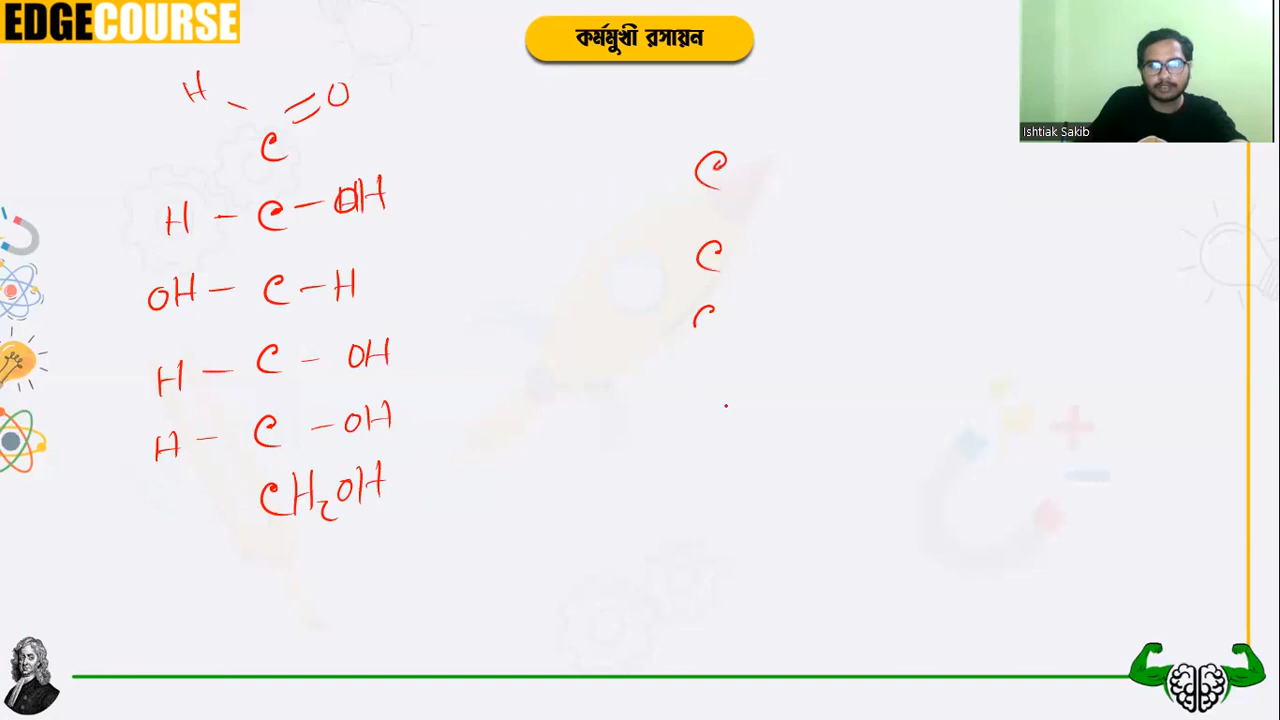 EDGECOURSE
কর্মমুখী রসায়ন
Ishtiak Sakib
H - C = O
H - C - OH
OH - C - H
H - C - OH
H - C - OH
CH₂OH
C
C
C